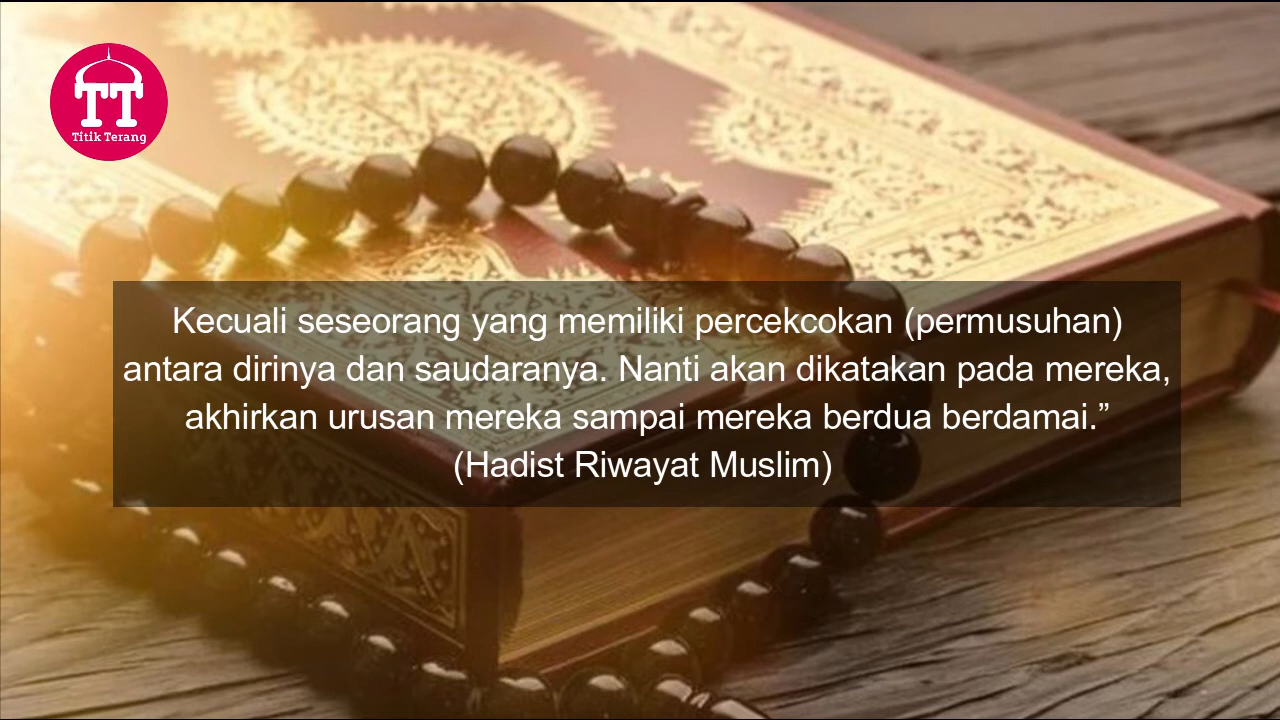 TT
Titik Terang
Kecuali seseorang yang memiliki percekcokan (permusuhan)
antara dirinya dan saudaranya. Nanti akan dikatakan pada mereka,
akhirkan urusan mereka sampai mereka berdua berdamai.”
(Hadist Riwayat Muslim)